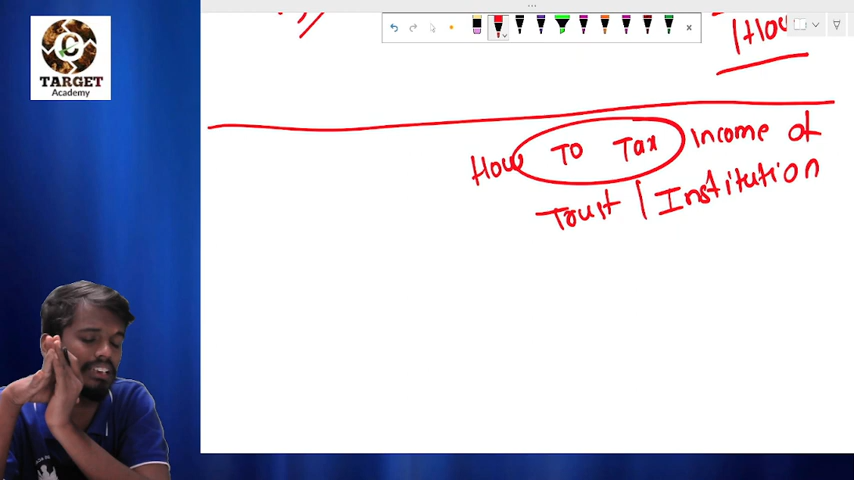 TARGET
Academy
How To Tax Income of
Trust / Institution